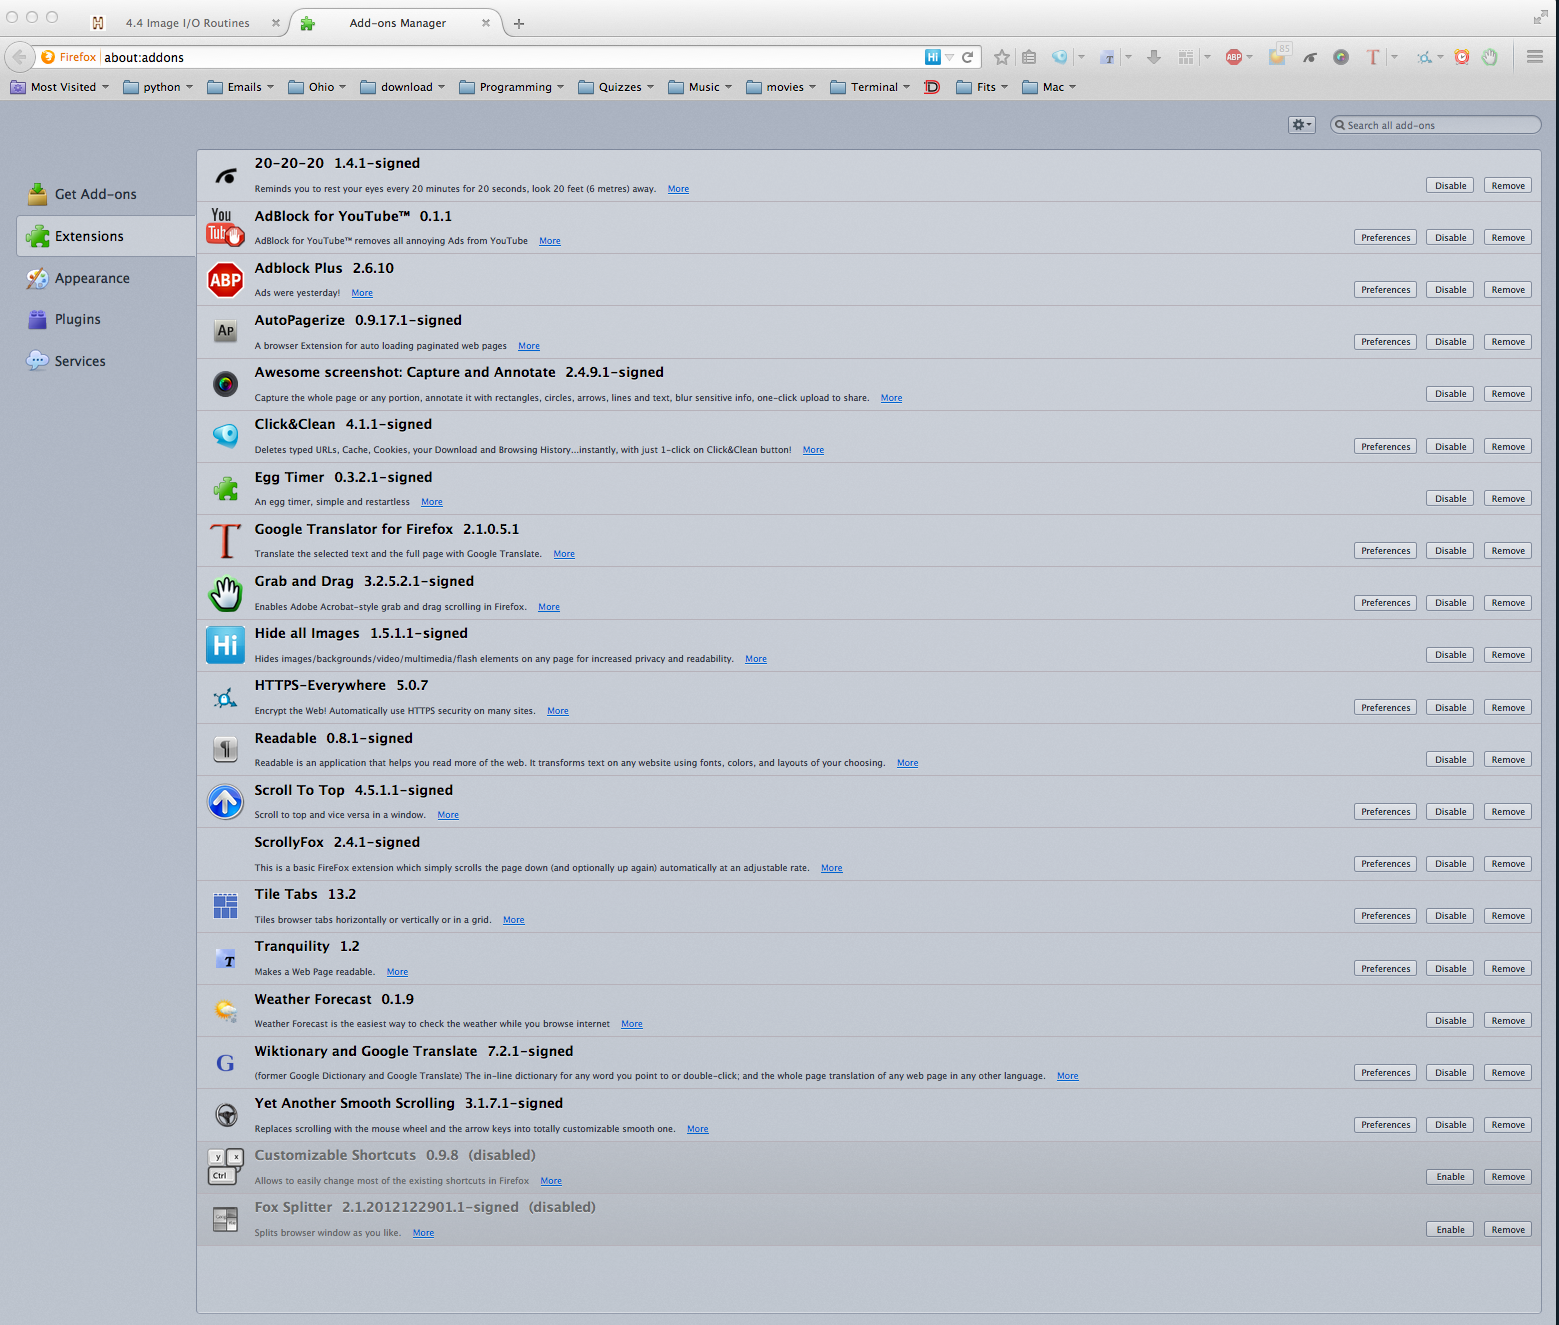 4.4 Image I/O Routines
Add-ons Manager
Firefox about:addons
Hi
ABP
85
T
Most Visited python Emails Ohio download Programming Quizzes Music movies Terminal Fits Mac
Search all add-ons
Get Add-ons
Extensions
Appearance
Plugins
Services
20-20-20 1.4.1-signed
Reminds you to rest your eyes every 20 minutes for 20 seconds, look 20 feet (6 metres) away. More
Disable Remove
You Tube
AdBlock for YouTube™ 0.1.1
AdBlock for YouTube™ removes all annoying Ads from YouTube More
Preferences Disable Remove
ABP
Adblock Plus 2.6.10
Ads were yesterday! More
Preferences Disable Remove
AP
AutoPagerize 0.9.17.1-signed
A browser Extension for auto loading paginated web pages More
Preferences Disable Remove
Awesome screenshot: Capture and Annotate 2.4.9.1-signed
Capture the whole page or any portion, annotate it with rectangles, circles, arrows, lines and text, blur sensitive info, one-click upload to share. More
Disable Remove
Click&Clean 4.1.1-signed
Deletes typed URLs, Cache, Cookies, your Download and Browsing History...instantly, with just 1-click on Click&Clean button! More
Preferences Disable Remove
Egg Timer 0.3.2.1-signed
An egg timer, simple and restartless More
Disable Remove
T
Google Translator for Firefox 2.1.0.5.1
Translate the selected text and the full page with Google Translate. More
Preferences Disable Remove
Grab and Drag 3.2.5.2.1-signed
Enables Adobe Acrobat-style grab and drag scrolling in Firefox. More
Preferences Disable Remove
Hi
Hide all Images 1.5.1.1-signed
Hides images/backgrounds/video/multimedia/flash elements on any page for increased privacy and readability. More
Disable Remove
HTTPS-Everywhere 5.0.7
Encrypt the Web! Automatically use HTTPS security on many sites. More
Preferences Disable Remove
¶
Readable 0.8.1-signed
Readable is an application that helps you read more of the web. It transforms text on any website using fonts, colors, and layouts of your choosing. More
Disable Remove
Scroll To Top 4.5.1.1-signed
Scroll to top and vice versa in a window. More
Preferences Disable Remove
ScrollyFox 2.4.1-signed
This is a basic FireFox extension which simply scrolls the page down (and optionally up again) automatically at an adjustable rate. More
Preferences Disable Remove
Tile Tabs 13.2
Tiles browser tabs horizontally or vertically or in a grid. More
Preferences Disable Remove
T
Tranquility 1.2
Makes a Web Page readable. More
Preferences Disable Remove
Weather Forecast 0.1.9
Weather Forecast is the easiest way to check the weather while you browse internet More
Disable Remove
G
Wiktionary and Google Translate 7.2.1-signed
(former Google Dictionary and Google Translate) The in-line dictionary for any word you point to or double-click; and the whole page translation of any web page in any other language. More
Preferences Disable Remove
Yet Another Smooth Scrolling 3.1.7.1-signed
Replaces scrolling with the mouse wheel and the arrow keys into totally customizable smooth one. More
Preferences Disable Remove
y x
Ctrl
Customizable Shortcuts 0.9.8 (disabled)
Allows to easily change most of the existing shortcuts in Firefox More
Enable Remove
Fox Splitter 2.1.2012122901.1-signed (disabled)
Splits browser window as you like. More
Enable Remove